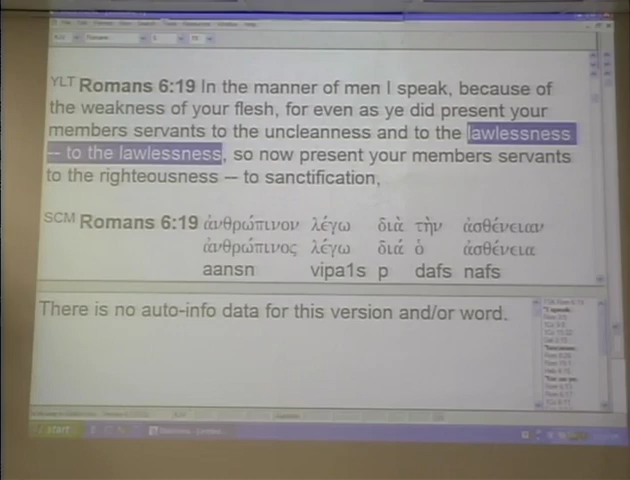 YLT Romans 6:19 In the manner of men I speak, because of
the weakness of your flesh, for even as ye did present your
members servants to the uncleanness and to the lawlessness
— to the lawlessness, so now present your members servants
to the righteousness — to sanctification,
SCM Romans 6:19 ἀνθρώπινον λέγω διὰ τὴν ἀσθένειαν
ἀνθρώπινος λέγω διά ὁ ἀσθένεια
aansn vipa1s p dafs nafs
There is no auto-info data for this version and/or word.
start